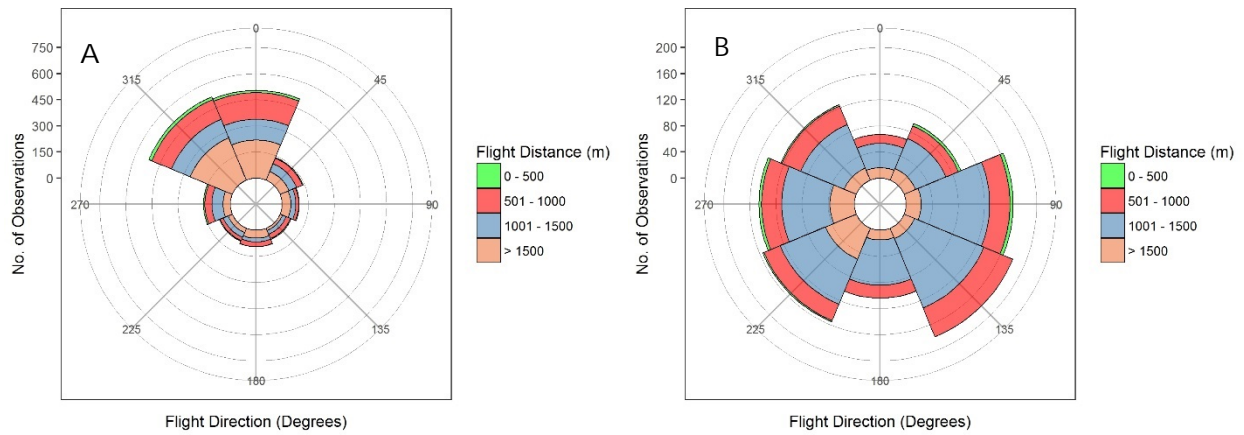 A
No. of Observations
750
600
450
300
150
0
0
45
90
135
180
225
270
315
Flight Direction (Degrees)
Flight Distance (m)
0 - 500
501 - 1000
1001 - 1500
> 1500
B
No. of Observations
200
160
120
80
40
0
0
45
90
135
180
225
270
315
Flight Direction (Degrees)
Flight Distance (m)
0 - 500
501 - 1000
1001 - 1500
> 1500